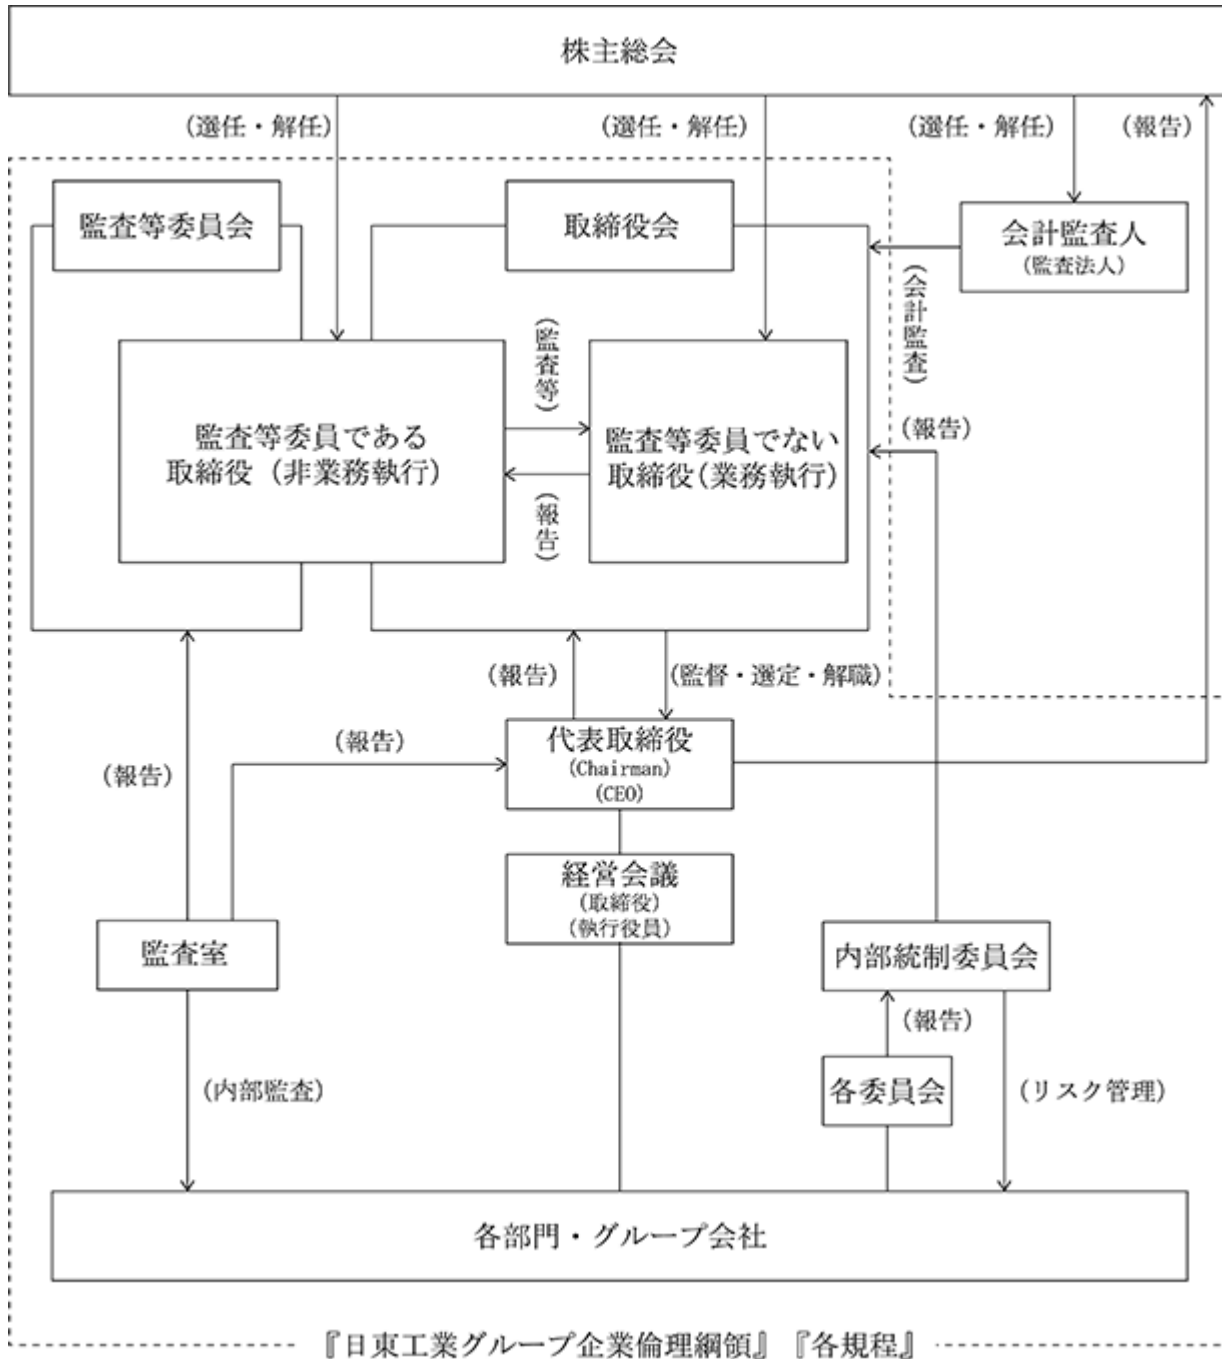 株主総会
(選任・解任)
(選任・解任)
(選任・解任)
(報告)
監査等委員会
取締役会
会計監査人
(監査法人)
(会計監査)
(監査等)
監査等委員である
取締役 (非業務執行)
監査等委員でない
取締役(業務執行)
(報告)
(報告)
(報告)
(監督・選定・解職)
(報告)
(報告)
代表取締役
(Chairman)
(CEO)
経営会議
(取締役)
(執行役員)
監査室
内部統制委員会
(報告)
各委員会
(内部監査)
(リスク管理)
各部門・グループ会社
『日東工業グループ企業倫理綱領』『各規程』